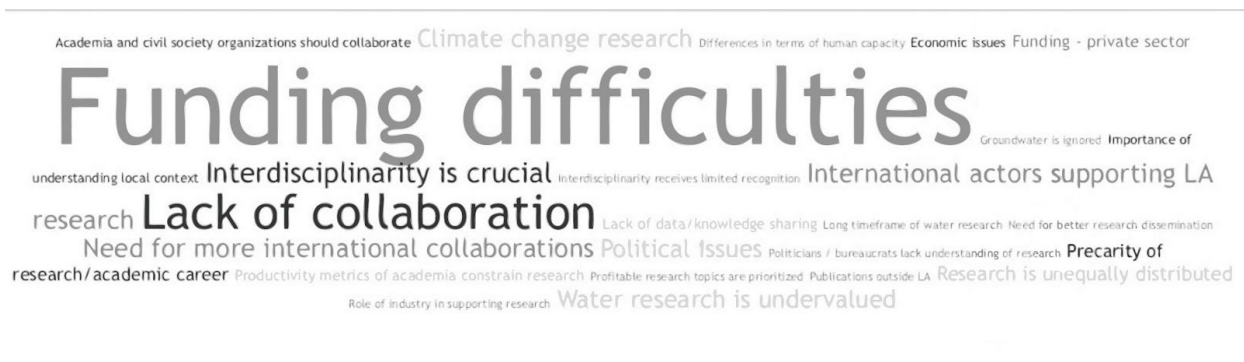 Academia and civil society organizations should collaborate Climate change research Differences in terms of human capacity Economic issues Funding - private sector
Funding difficulties Groundwater is ignored Importance of
understanding local context Interdisciplinarity is crucial Interdisciplinarity receives limited recognition International actors supporting LA
research Lack of collaboration Lack of data/knowledge sharing Long timeframe of water research Need for better research dissemination
Need for more international collaborations Political issues Politicians / bureaucrats lack understanding of research Precarity of
research/academic career Productivity metrics of academia constrain research Profitable research topics are prioritized Publications outside LA Research is unequally distributed
Role of industry in supporting research Water research is undervalued